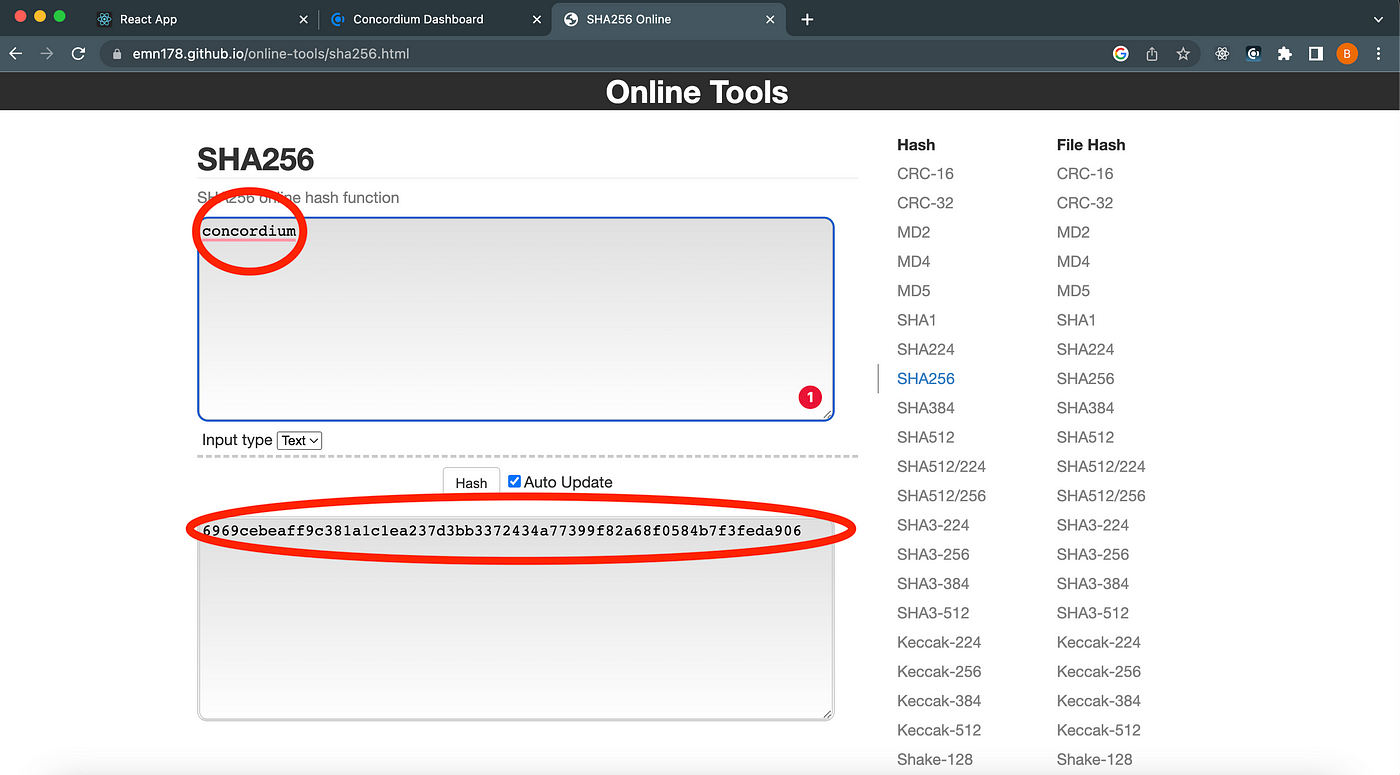 React App
Concordium Dashboard
SHA256 Online
emn178.github.io/online-tools/sha256.html
B
Online Tools
SHA256
SHA256 online hash function
concordium
1
Input type Text
Hash Auto Update
6969cebeaff9c381a1c1ea237d3bb3372434a77399f82a68f0584b7f3feda906
Hash
CRC-16
CRC-32
MD2
MD4
MD5
SHA1
SHA224
SHA256
SHA384
SHA512
SHA512/224
SHA512/256
SHA3-224
SHA3-256
SHA3-384
SHA3-512
Keccak-224
Keccak-256
Keccak-384
Keccak-512
Shake-128
File Hash
CRC-16
CRC-32
MD2
MD4
MD5
SHA1
SHA224
SHA256
SHA384
SHA512
SHA512/224
SHA512/256
SHA3-224
SHA3-256
SHA3-384
SHA3-512
Keccak-224
Keccak-256
Keccak-384
Keccak-512
Shake-128